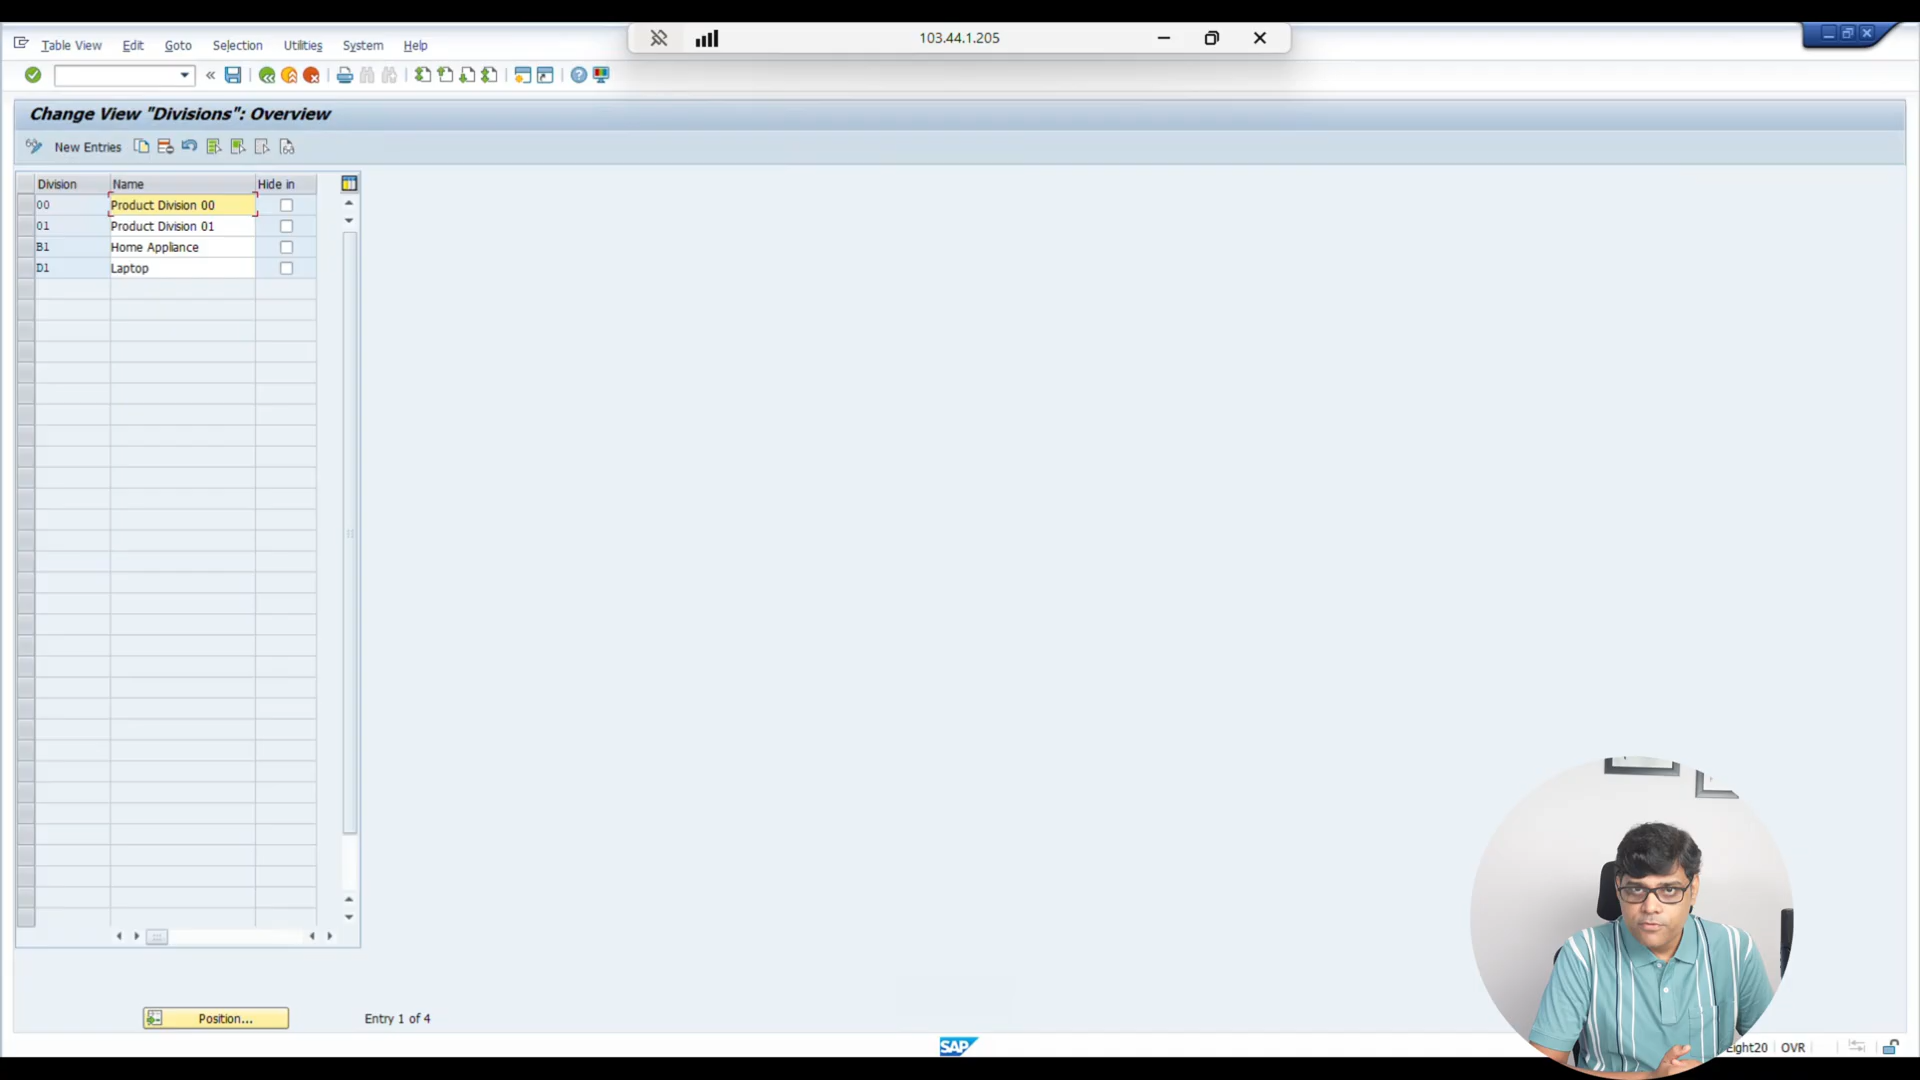 103.44.1.205
Table View Edit Goto Selection Utilities System Help
Change View "Divisions": Overview
New Entries
Division Name Hide in
00 Product Division 00
01 Product Division 01
B1 Home Appliance
D1 Laptop
Position... Entry 1 of 4
SAP
Eight20 OVR